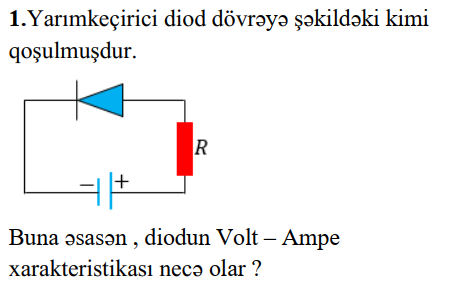 1.Yarımkeçirici diod dövrəyə şəkildəki kimi
qoşulmuşdur.
R
− +
Buna əsasən , diodun Volt – Ampe
xarakteristikası necə olar ?